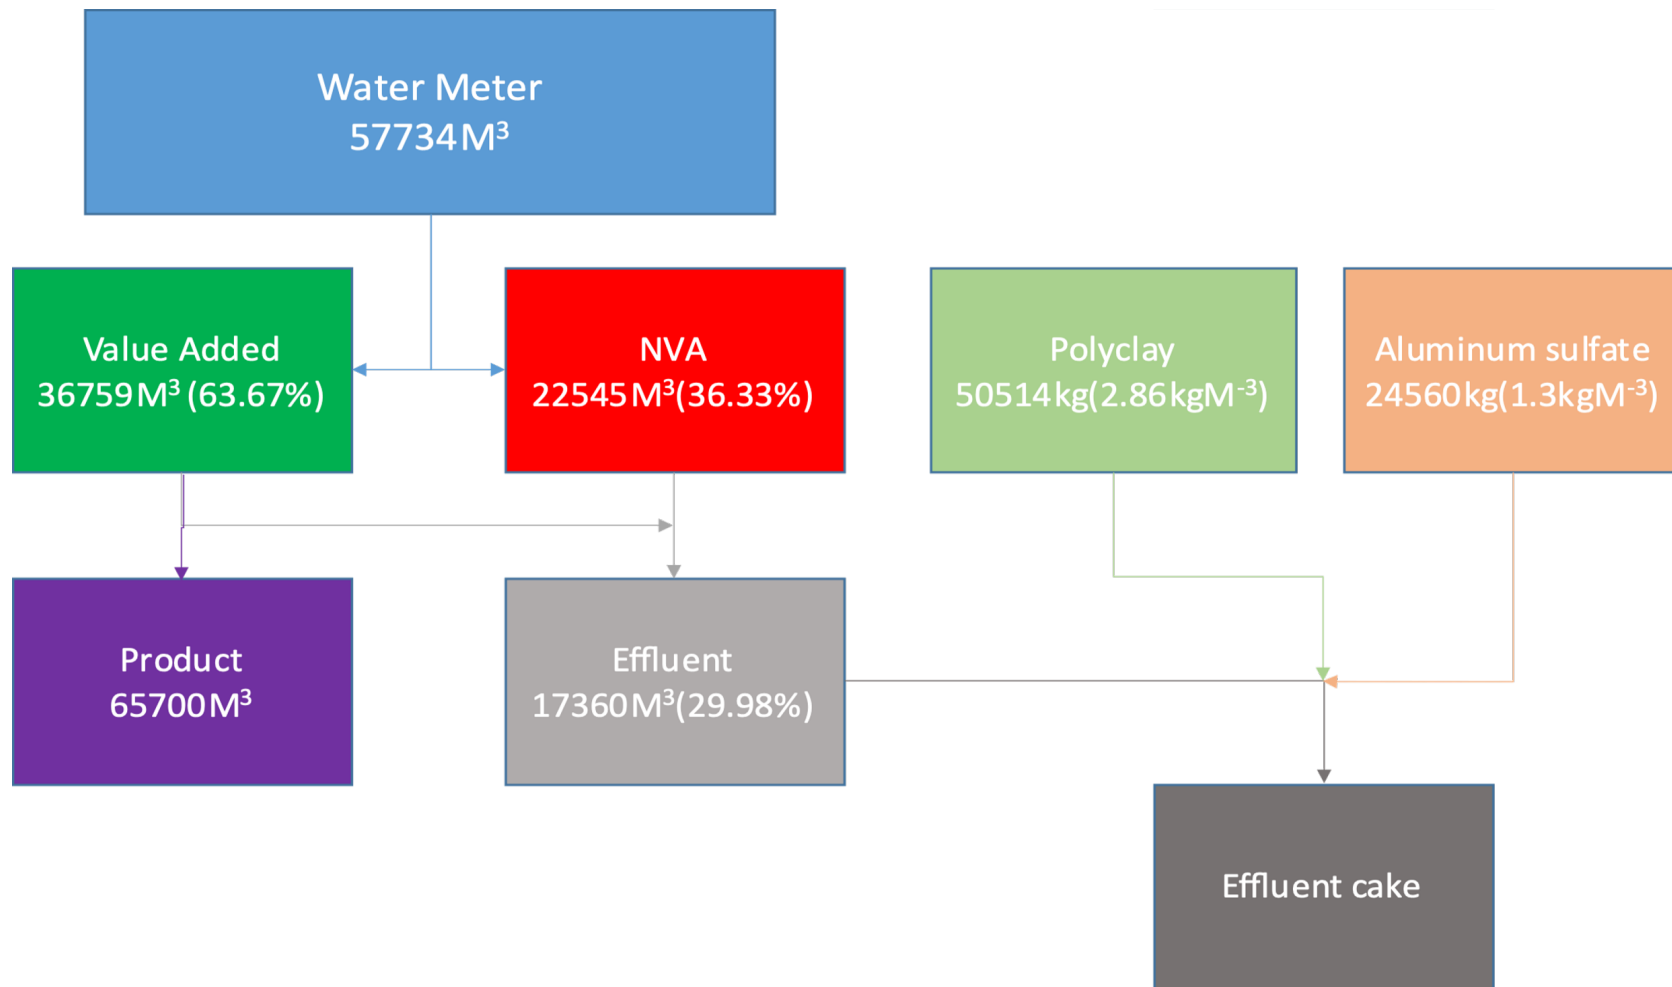 Water Meter
57734M³
Value Added
36759M³ (63.67%)
NVA
22545M³(36.33%)
Polyclay
50514kg(2.86kgM⁻³)
Aluminum sulfate
24560kg(1.3kgM⁻³)
Product
65700M³
Effluent
17360M³(29.98%)
Effluent cake